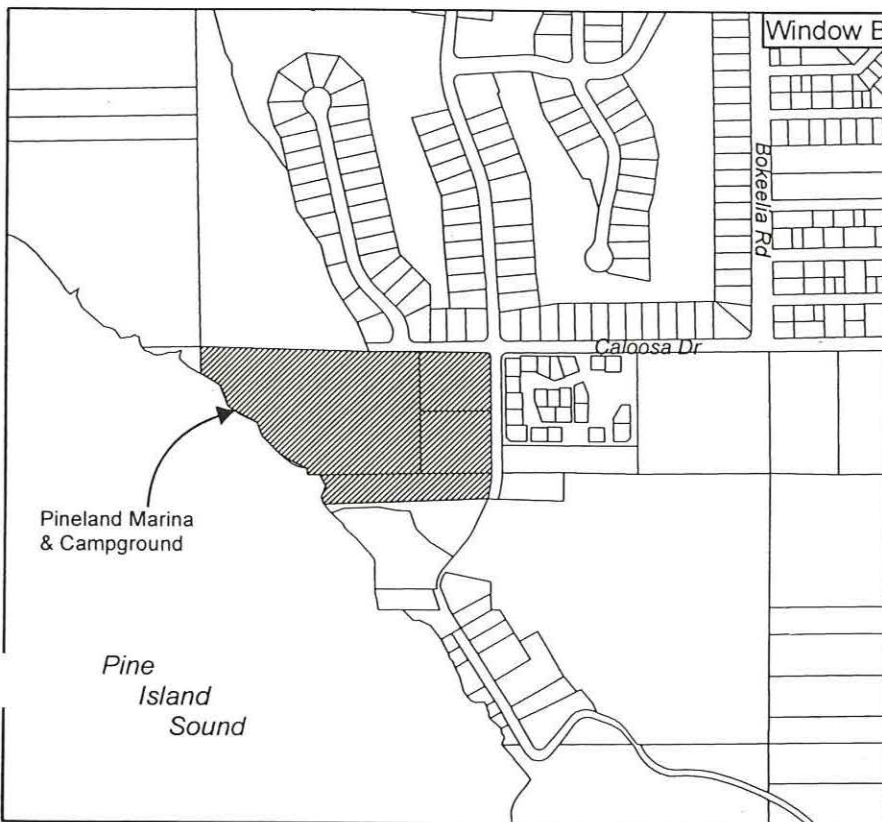 Window B
Bokeelia Rd
Caloosa Dr
Pineland Marina
& Campground
Pine
Island
Sound